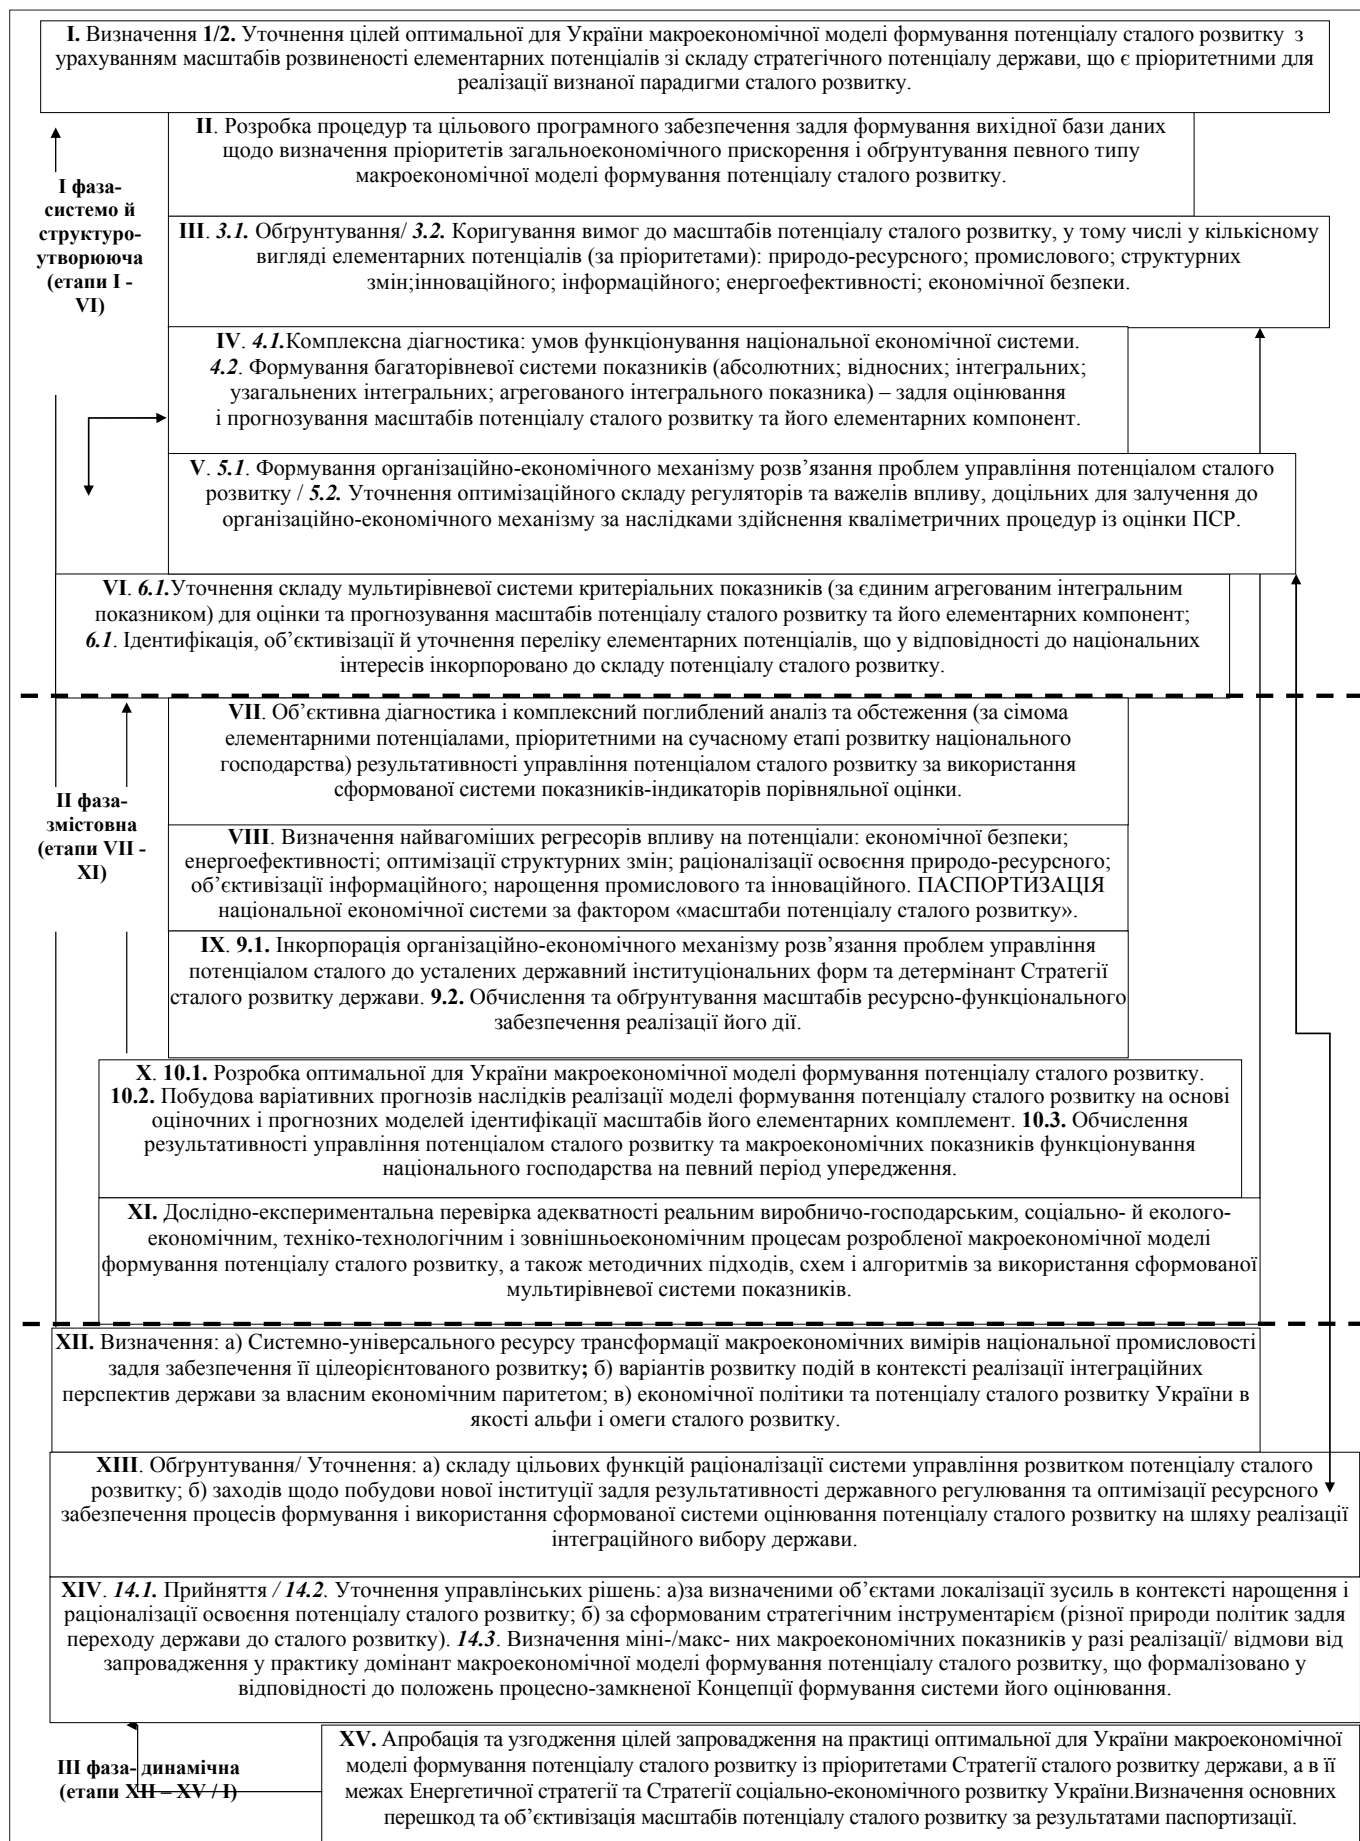 I. Визначення 1/2. Уточнення цілей оптимальної для України макроекономічної моделі формування потенціалу сталого розвитку з
урахуванням масштабів розвиненості елементарних потенціалів зі складу стратегічного потенціалу держави, що є пріоритетними для
реалізації визнаної парадигми сталого розвитку.
II. Розробка процедур та цільового програмного забезпечення задля формування вихідної бази даних
щодо визначення пріоритетів загальноекономічного прискорення і обґрунтування певного типу
макроекономічної моделі формування потенціалу сталого розвитку.
I фаза-
системо й
структуро-
утворююча
(етапи I -
VI)
III. 3.1. Обґрунтування/ 3.2. Коригування вимог до масштабів потенціалу сталого розвитку, у тому числі у кількісному
вигляді елементарних потенціалів (за пріоритетами): природо-ресурсного; промислового; структурних
змін;інноваційного; інформаційного; енергоефективності; економічної безпеки.
IV. 4.1.Комплексна діагностика: умов функціонування національної економічної системи.
4.2. Формування багаторівневої системи показників (абсолютних; відносних; інтегральних;
узагальнених інтегральних; агрегованого інтегрального показника) – задля оцінювання
і прогнозування масштабів потенціалу сталого розвитку та його елементарних компонент.
V. 5.1. Формування організаційно-економічного механізму розв’язання проблем управління потенціалом сталого
розвитку / 5.2. Уточнення оптимізаційного складу регуляторів та важелів впливу, доцільних для залучення до
організаційно-економічного механізму за наслідками здійснення кваліметричних процедур із оцінки ПСР.
VI. 6.1.Уточнення складу мультирівневої системи критеріальних показників (за єдиним агрегованим інтегральним
показником) для оцінки та прогнозування масштабів потенціалу сталого розвитку та його елементарних компонент;
6.1. Ідентифікація, об’єктивізації й уточнення переліку елементарних потенціалів, що у відповідності до національних
інтересів інкорпоровано до складу потенціалу сталого розвитку.
VII. Об’єктивна діагностика і комплексний поглиблений аналіз та обстеження (за сімома
елементарними потенціалами, пріоритетними на сучасному етапі розвитку національного
господарства) результативності управління потенціалом сталого розвитку за використання
сформованої системи показників-індикаторів порівняльної оцінки.
II фаза-
змістовна
(етапи VII -
XI)
VIII. Визначення найвагоміших регресорів впливу на потенціали: економічної безпеки;
енергоефективності; оптимізації структурних змін; раціоналізації освоєння природо-ресурсного;
об’єктивізації інформаційного; нарощення промислового та інноваційного. ПАСПОРТИЗАЦІЯ
національної економічної системи за фактором «масштаби потенціалу сталого розвитку».
IX. 9.1. Інкорпорація організаційно-економічного механізму розв’язання проблем управління
потенціалом сталого до усталених державний інституціональних форм та детермінант Стратегії
сталого розвитку держави. 9.2. Обчислення та обґрунтування масштабів ресурсно-функціонального
забезпечення реалізації його дії.
X. 10.1. Розробка оптимальної для України макроекономічної моделі формування потенціалу сталого розвитку.
10.2. Побудова варіативних прогнозів наслідків реалізації моделі формування потенціалу сталого розвитку на основі
оціночних і прогнозних моделей ідентифікації масштабів його елементарних комплемент. 10.3. Обчислення
результативності управління потенціалом сталого розвитку та макроекономічних показників функціонування
національного господарства на певний період упередження.
XI. Дослідно-експериментальна перевірка адекватності реальним виробничо-господарським, соціально- й еколого-
економічним, техніко-технологічним і зовнішньоекономічним процесам розробленої макроекономічної моделі
формування потенціалу сталого розвитку, а також методичних підходів, схем і алгоритмів за використання сформованої
мультирівневої системи показників.
XII. Визначення: а) Системно-універсального ресурсу трансформації макроекономічних вимірів національної промисловості
задля забезпечення її цілеорієнтованого розвитку; б) варіантів розвитку подій в контексті реалізації інтеграційних
перспектив держави за власним економічним паритетом; в) економічної політики та потенціалу сталого розвитку України в
якості альфи і омеги сталого розвитку.
XIII. Обґрунтування/ Уточнення: а) складу цільових функцій раціоналізації системи управління розвитком потенціалу сталого
розвитку; б) заходів щодо побудови нової інституції задля результативності державного регулювання та оптимізації ресурсного
забезпечення процесів формування і використання сформованої системи оцінювання потенціалу сталого розвитку на шляху реалізації
інтеграційного вибору держави.
XIV. 14.1. Прийняття / 14.2. Уточнення управлінських рішень: а)за визначеними об’єктами локалізації зусиль в контексті нарощення і
раціоналізації освоєння потенціалу сталого розвитку; б) за сформованим стратегічним інструментарієм (різної природи політик задля
переходу держави до сталого розвитку). 14.3. Визначення міні-/макс- них макроекономічних показників у разі реалізації/ відмови від
запровадження у практику домінант макроекономічної моделі формування потенціалу сталого розвитку, що формалізовано у
відповідності до положень процесно-замкненої Концепції формування системи його оцінювання.
III фаза- динамічна
(етапи XII – XV / I)
XV. Апробація та узгодження цілей запровадження на практиці оптимальної для України макроекономічної
моделі формування потенціалу сталого розвитку із пріоритетами Стратегії сталого розвитку держави, а в її
межах Енергетичної стратегії та Стратегії соціально-економічного розвитку України.Визначення основних
перешкод та об’єктивізація масштабів потенціалу сталого розвитку за результатами паспортизації.